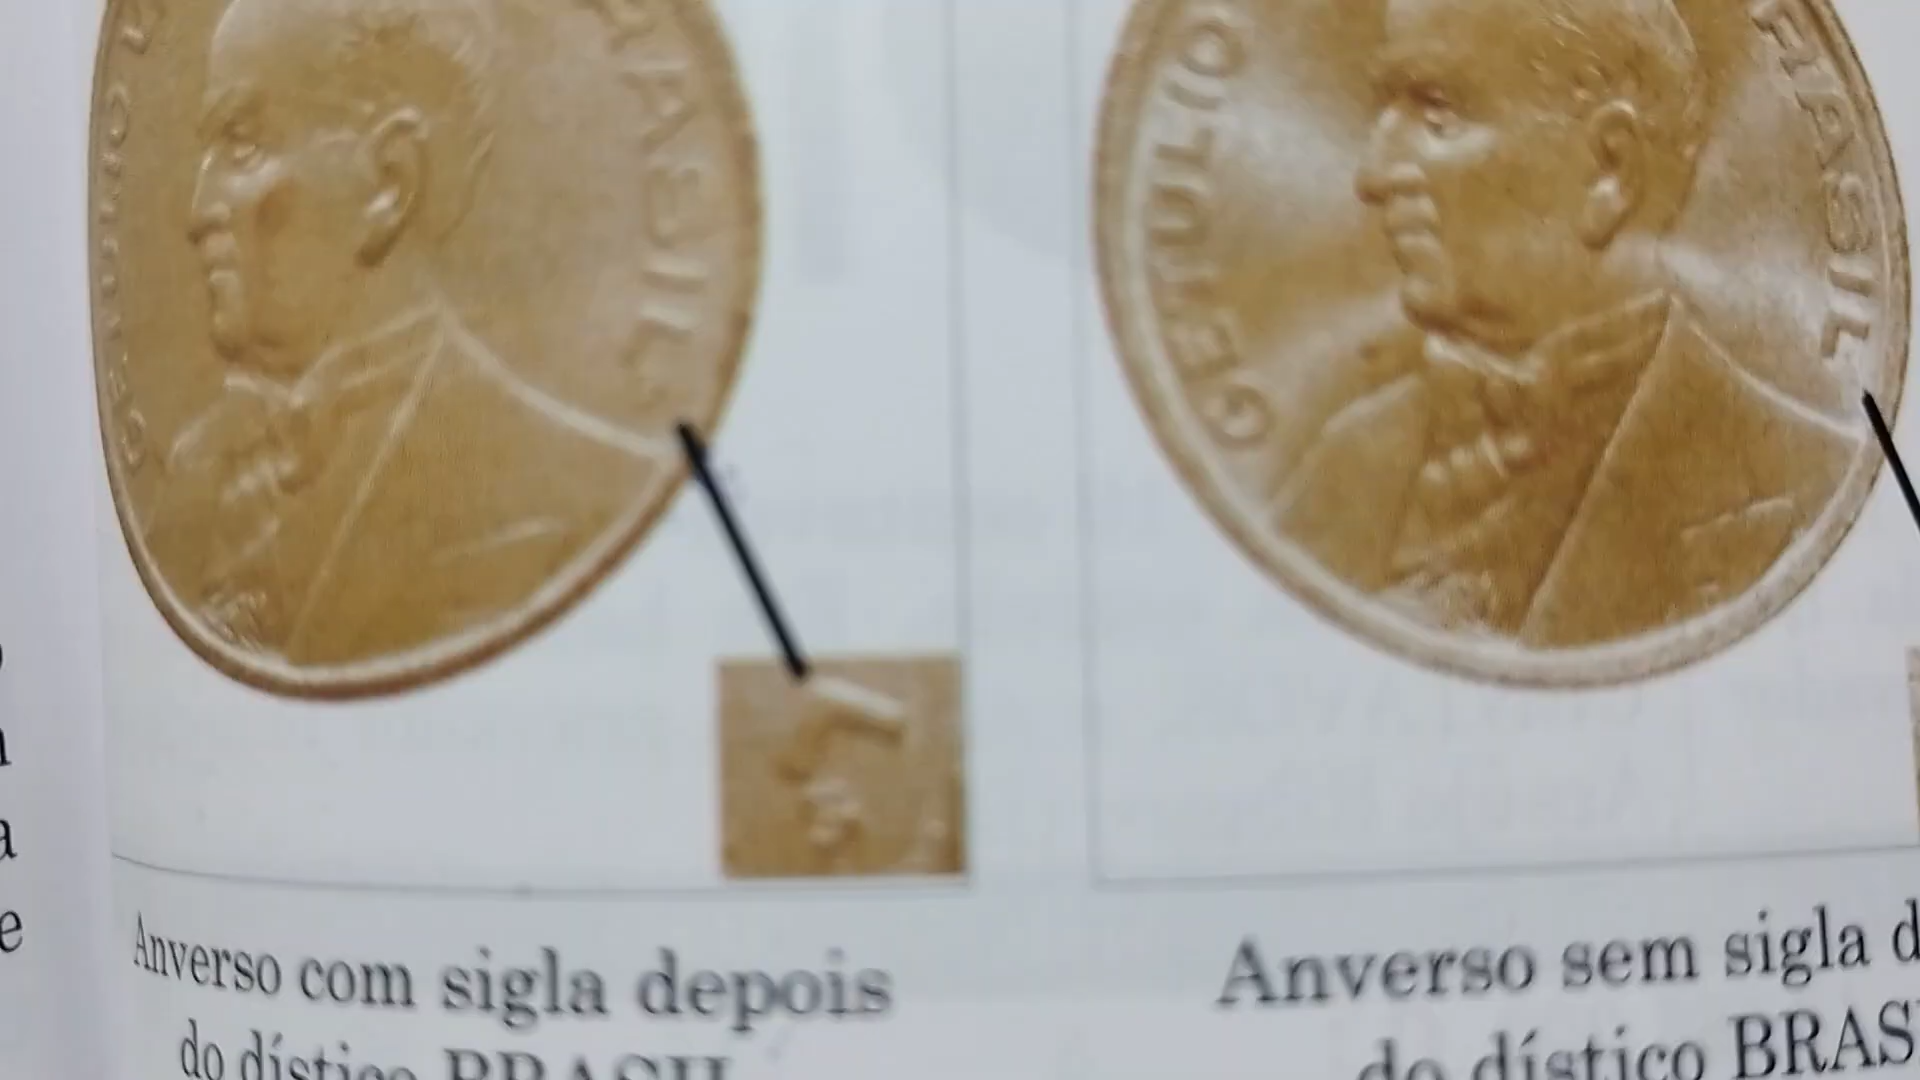 GETULIO
BRASIL
GETULIO
BRASIL
Anverso com sigla depois
do dístico BRASIL
Anverso sem sigla d
do dístico BRAS